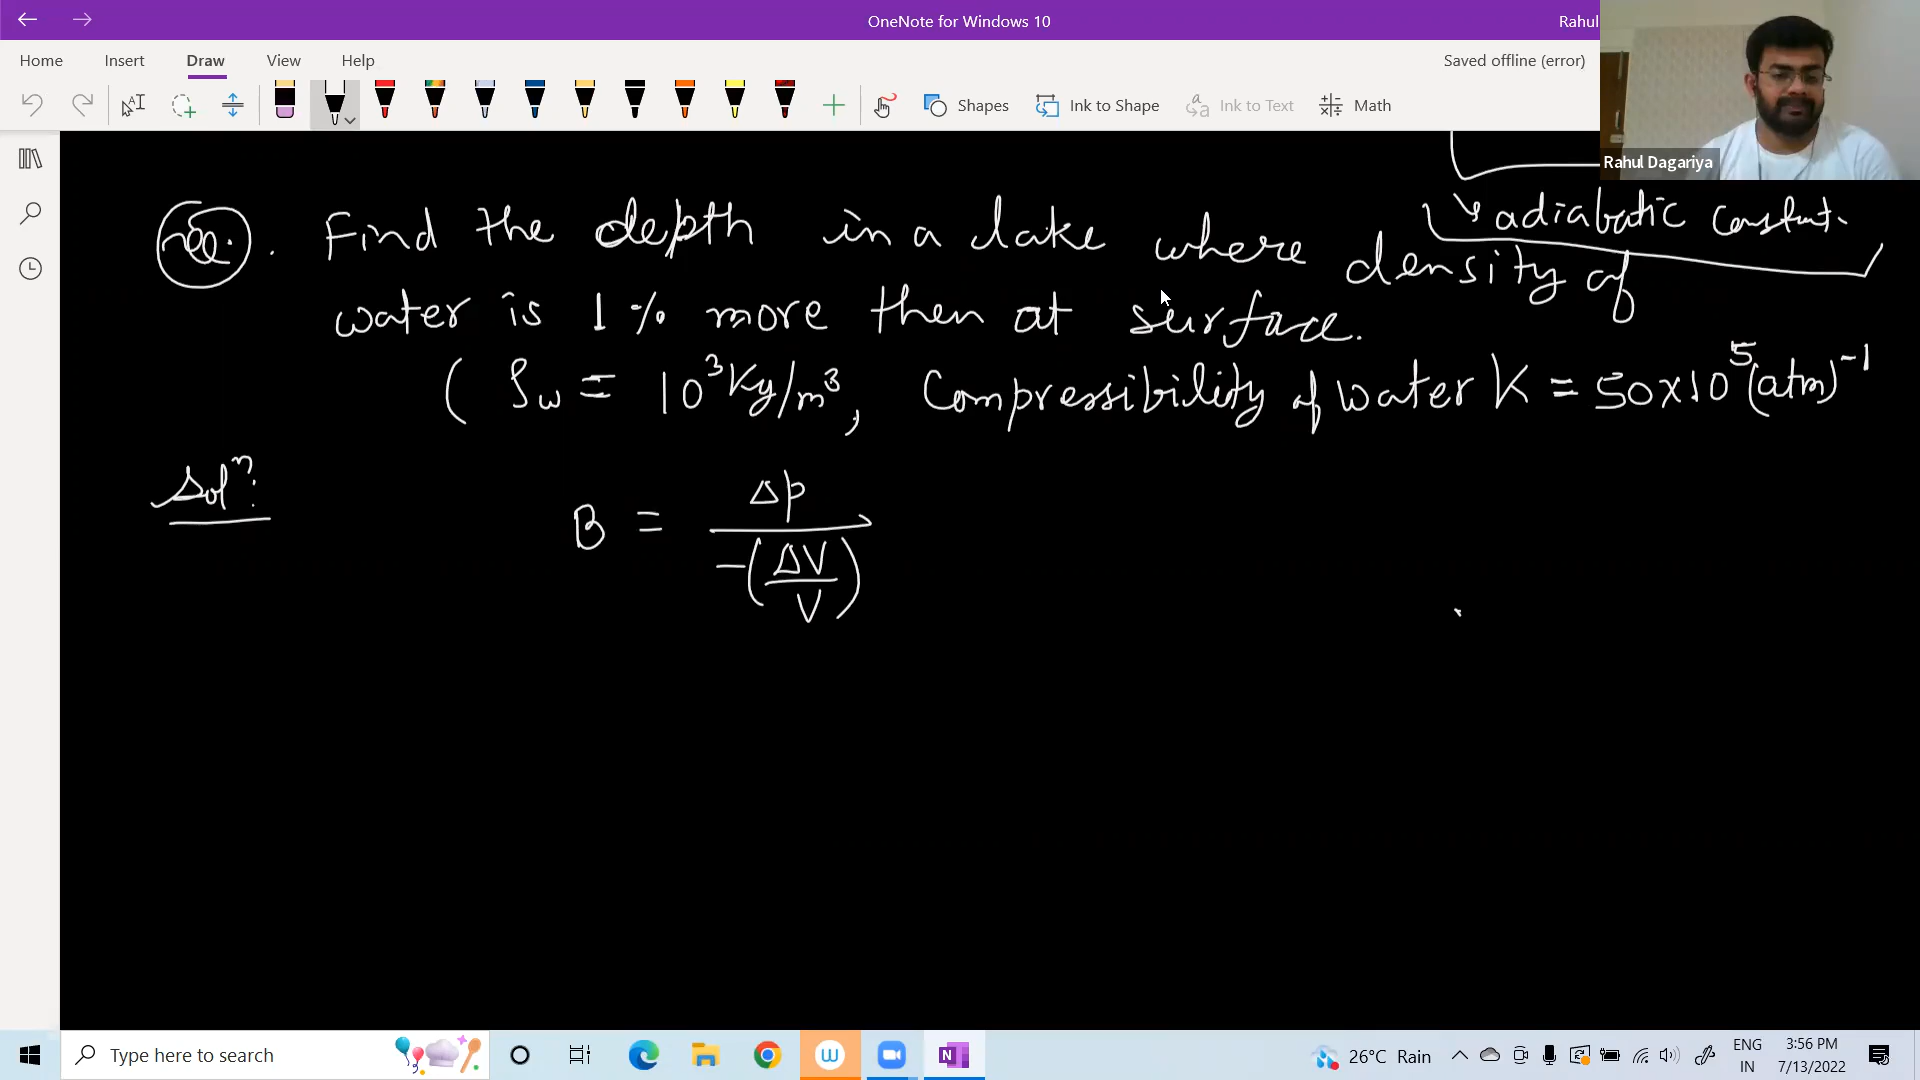 OneNote for Windows 10
Rahul
Home Insert Draw View Help
Saved offline (error)
Shapes Ink to Shape Ink to Text Math
Rahul Dagariya
adiabatic constant.
Q. Find the depth in a lake where density of
water is 1% more then at surface.
( ρw = 10³ Kg/m³, Compressibility of water K = 50×10⁵ (atm)⁻¹
Solⁿ:
B = Δp / -(ΔV/V)
Type here to search
26°C Rain
ENG
IN
3:56 PM
7/13/2022